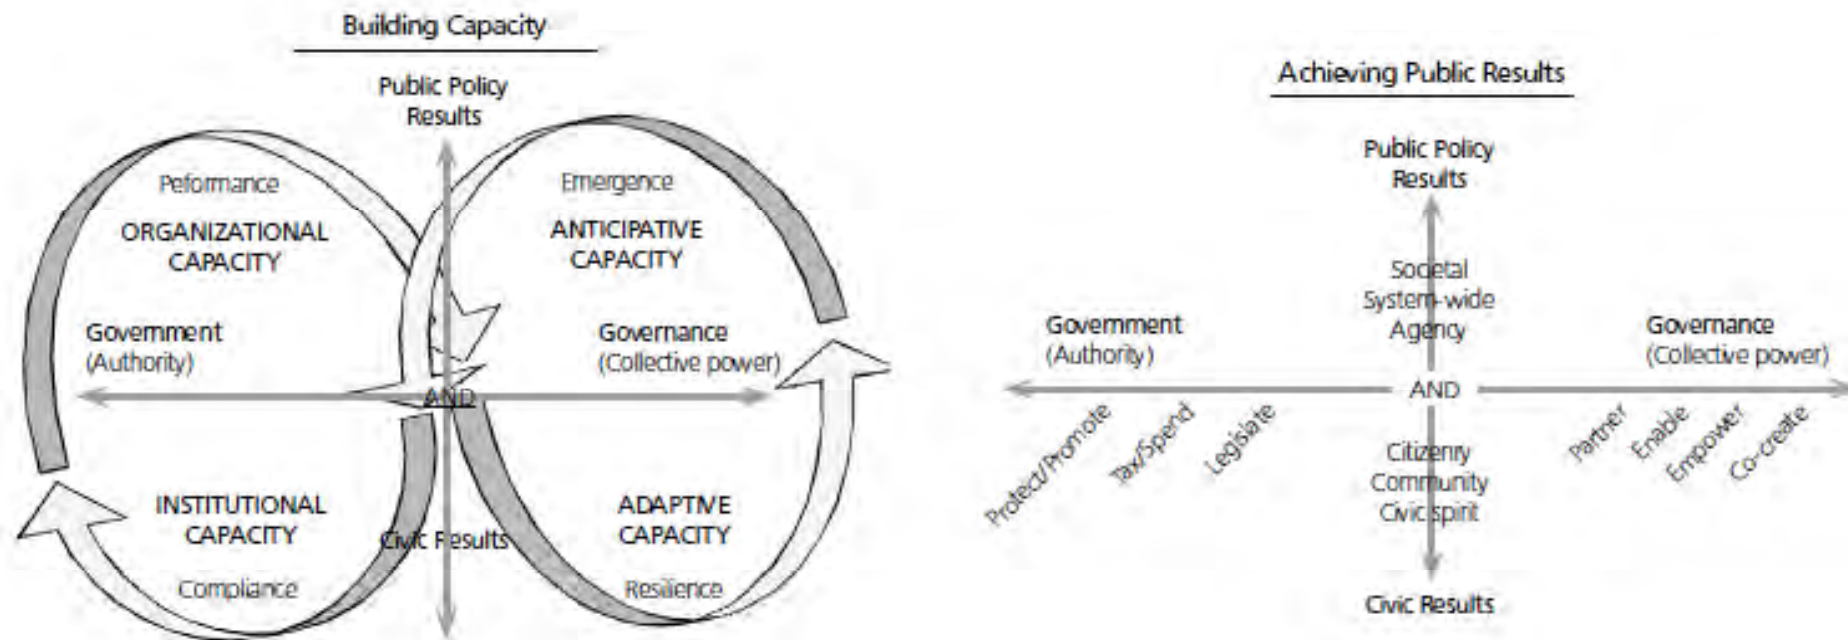 Building Capacity
Public Policy
Results
Peformance
ORGANIZATIONAL
CAPACITY
Emergence
ANTICIPATIVE
CAPACITY
Government
(Authority)
Governance
(Collective power)
AND
INSTITUTIONAL
CAPACITY
Compliance
Civic Results
ADAPTIVE
CAPACITY
Resilience
Achieving Public Results
Public Policy
Results
Societal
System-wide
Agency
Government
(Authority)
Governance
(Collective power)
AND
Protect/Promote
Tax/Spend
Legislate
Partner
Enable
Empower
Co-create
Citizenry
Community
Civic spirit
Civic Results